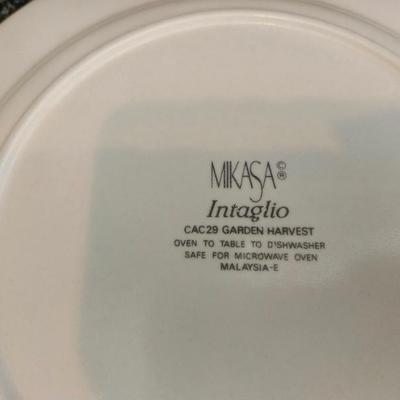 MIKASA©®
Intaglio
CAC29 GARDEN HARVEST
OVEN TO TABLE TO DISHWASHER
SAFE FOR MICROWAVE OVEN
MALAYSIA-E